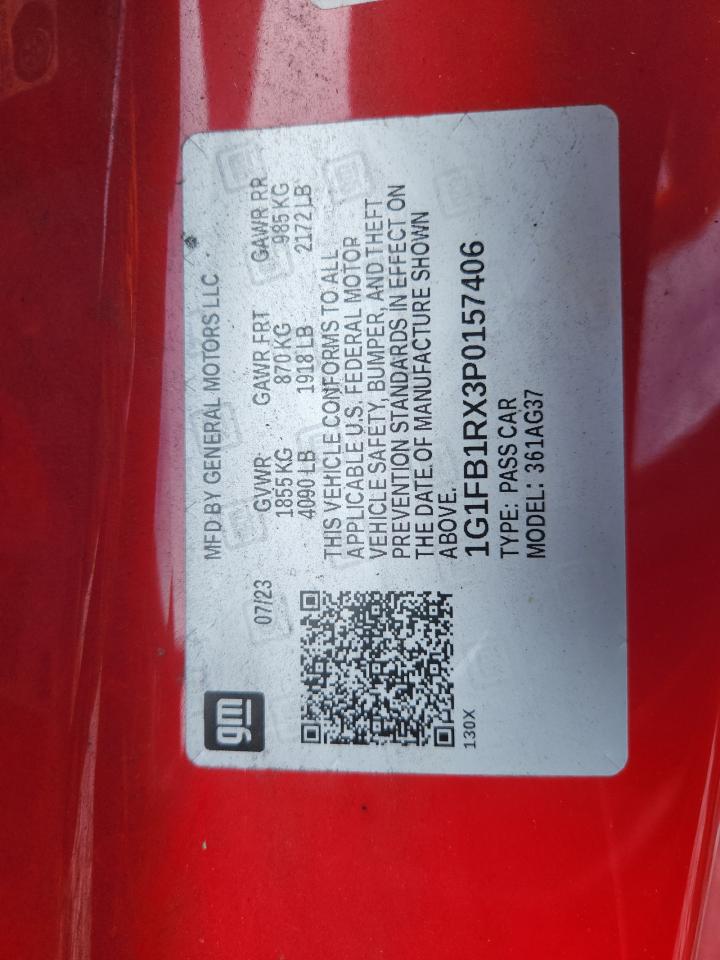 gm
MFD BY GENERAL MOTORS LLC
07/23 GVWR GAWR FRT GAWR RR
1855 KG 870 KG 985 KG
4090 LB 1918 LB 2172 LB
THIS VEHICLE CONFORMS TO ALL
APPLICABLE U.S. FEDERAL MOTOR
VEHICLE SAFETY, BUMPER, AND THEFT
PREVENTION STANDARDS IN EFFECT ON
THE DATE OF MANUFACTURE SHOWN
ABOVE.
1G1FB1RX3P0157406
TYPE: PASS CAR
MODEL: 361AG37
130X